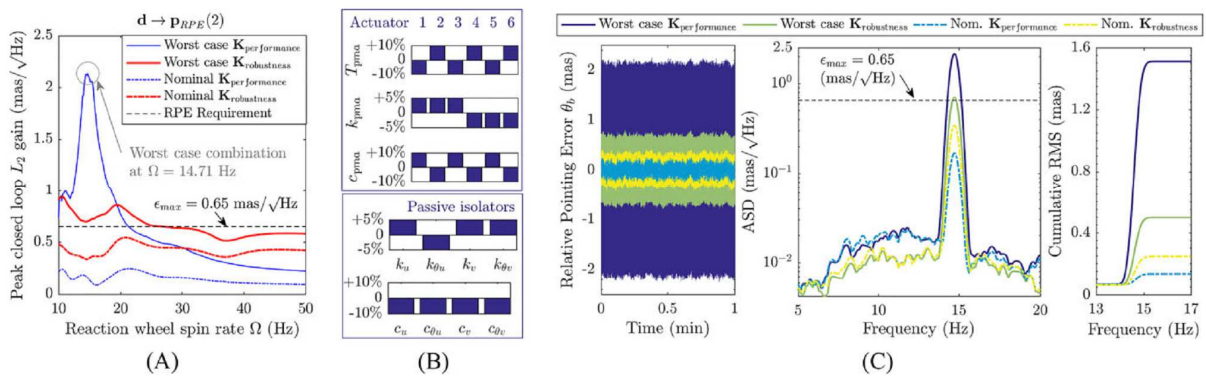 d → p_RPE(2)
Peak closed loop L₂ gain (mas/√Hz)
2.5
2
1.5
1
0.5
0
Worst case K_performance
Worst case K_robustness
Nominal K_performance
Nominal K_robustness
RPE Requirement
Worst case combination
at Ω = 14.71 Hz
ϵ_max = 0.65 mas/√Hz
10 20 30 40 50
Reaction wheel spin rate Ω (Hz)
(A)
Actuator 1 2 3 4 5 6
T_pma
+10%
0
-10%
k_pma
+5%
0
-5%
c_pma
+10%
0
-10%
Passive isolators
+5%
0
-5%
k_u k_θu k_v k_θv
+10%
0
-10%
c_u c_θu c_v c_θv
(B)
Worst case K_performance Worst case K_robustness Nom. K_performance Nom. K_robustness
Relative Pointing Error θ_b (mas)
2
1
0
-1
-2
0 1
Time (min)
ASD (mas/√Hz)
2.5
10⁰
10⁻¹
10⁻²
ϵ_max = 0.65
(mas/√Hz)
5 10 15 20
Frequency (Hz)
Cumulative RMS (mas)
1.6
1.2
0.8
0.4
0
13 15 17
Frequency (Hz)
(C)